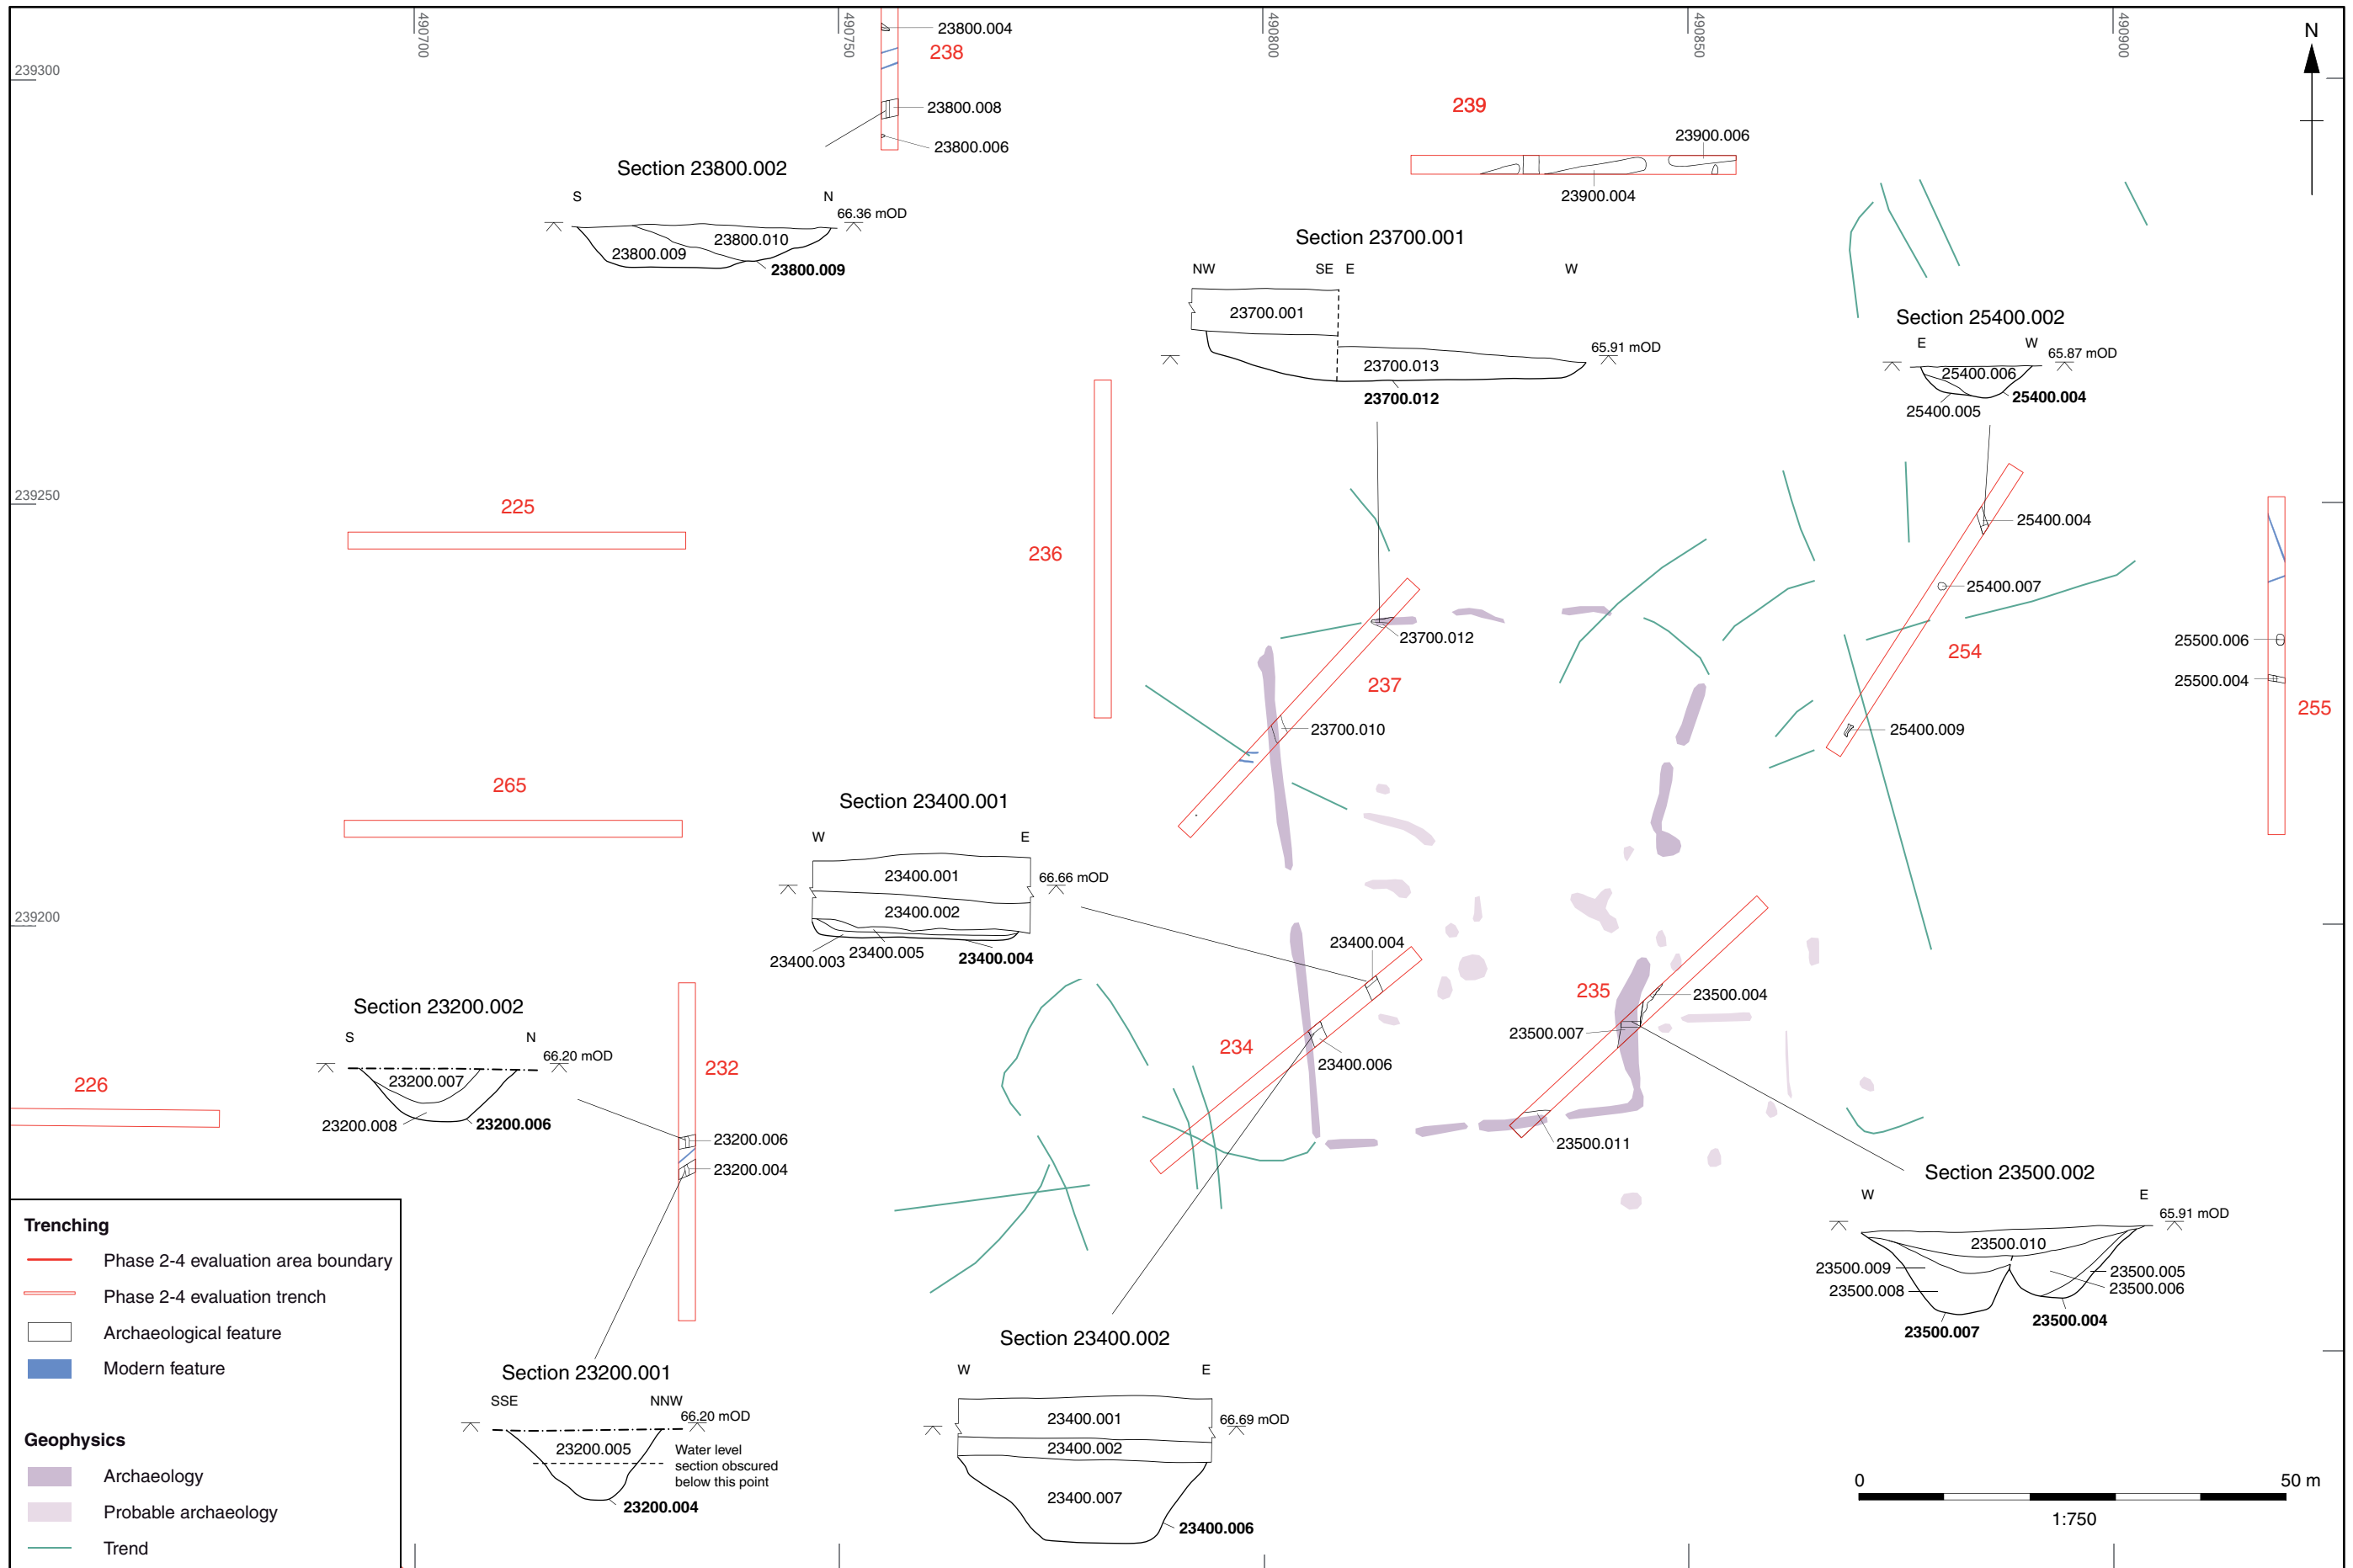 490700
490750
490800
490850
490900
N
239300
239250
239200
23800.004
238
23800.008
23800.006
239
23900.006
23900.004
Section 23800.002
S
N
66.36 mOD
23800.010
23800.009
23800.009
Section 23700.001
NW
SE
E
W
23700.001
65.91 mOD
23700.013
23700.012
Section 25400.002
E
W
65.87 mOD
25400.006
25400.004
25400.005
225
236
25400.004
25400.007
254
25400.009
25500.006
25500.004
255
23700.012
237
23700.010
265
Section 23400.001
W
E
23400.001
66.66 mOD
23400.002
23400.003
23400.005
23400.004
23400.004
234
23400.006
235
23500.004
23500.007
23500.011
Section 23200.002
S
N
66.20 mOD
23200.007
23200.008
23200.006
226
232
23200.006
23200.004
Section 23500.002
W
E
65.91 mOD
23500.010
23500.009
23500.008
23500.005
23500.006
23500.007
23500.004
Section 23200.001
SSE
NNW
66.20 mOD
23200.005
Water level
section obscured
below this point
23200.004
Section 23400.002
W
E
23400.001
66.69 mOD
23400.002
23400.007
23400.006
Trenching
Phase 2-4 evaluation area boundary
Phase 2-4 evaluation trench
Archaeological feature
Modern feature
Geophysics
Archaeology
Probable archaeology
Trend
0
50 m
1:750